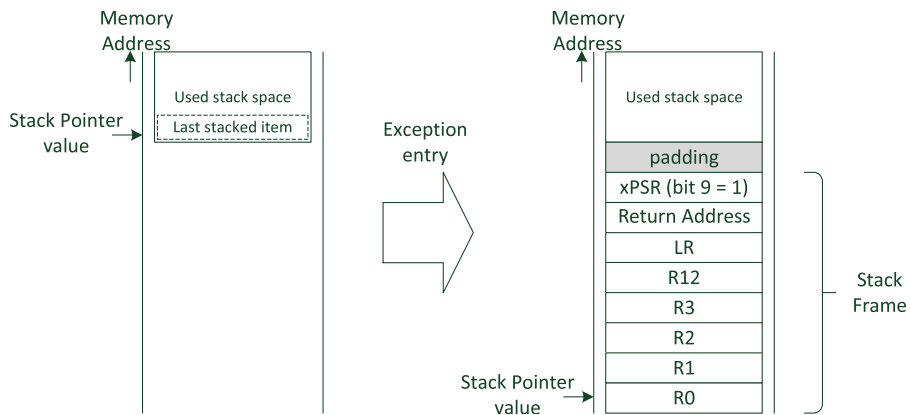 Memory
Address
Used stack space
Last stacked item
Stack Pointer
value
Exception
entry
Memory
Address
Used stack space
padding
xPSR (bit 9 = 1)
Return Address
LR
R12
R3
R2
R1
R0
Stack Pointer
value
Stack
Frame